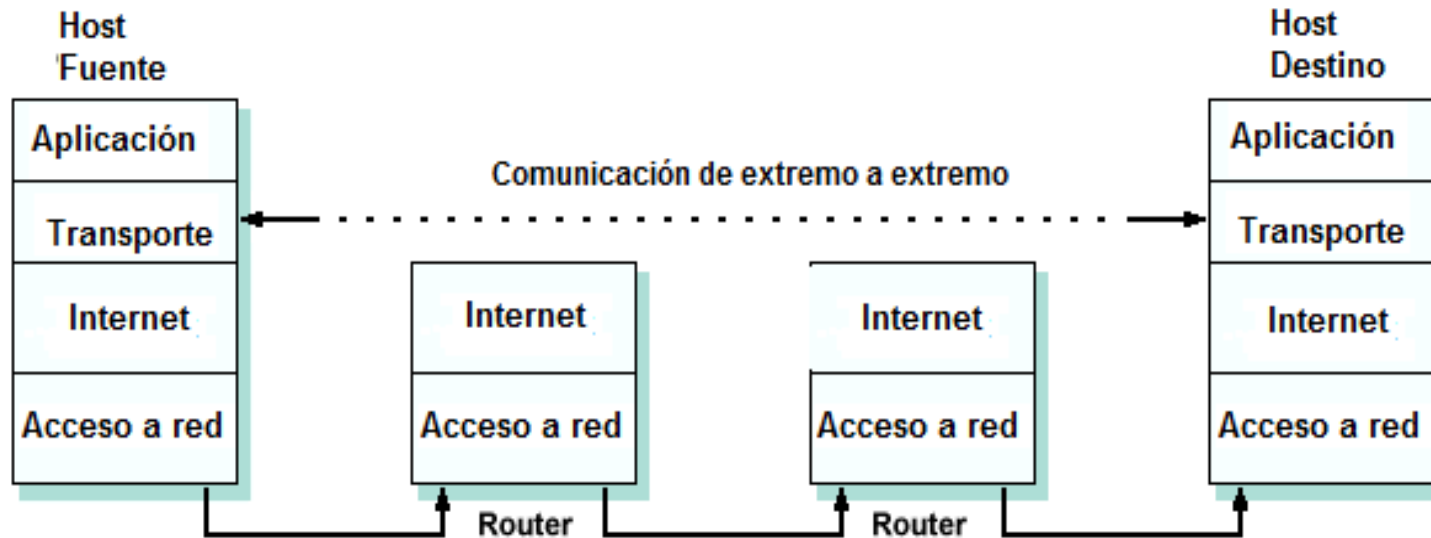 Host
Fuente
Host
Destino
Aplicación
Aplicación
Comunicación de extremo a extremo
Transporte
Transporte
Internet
Internet
Internet
Internet
Acceso a red
Acceso a red
Acceso a red
Acceso a red
Router
Router